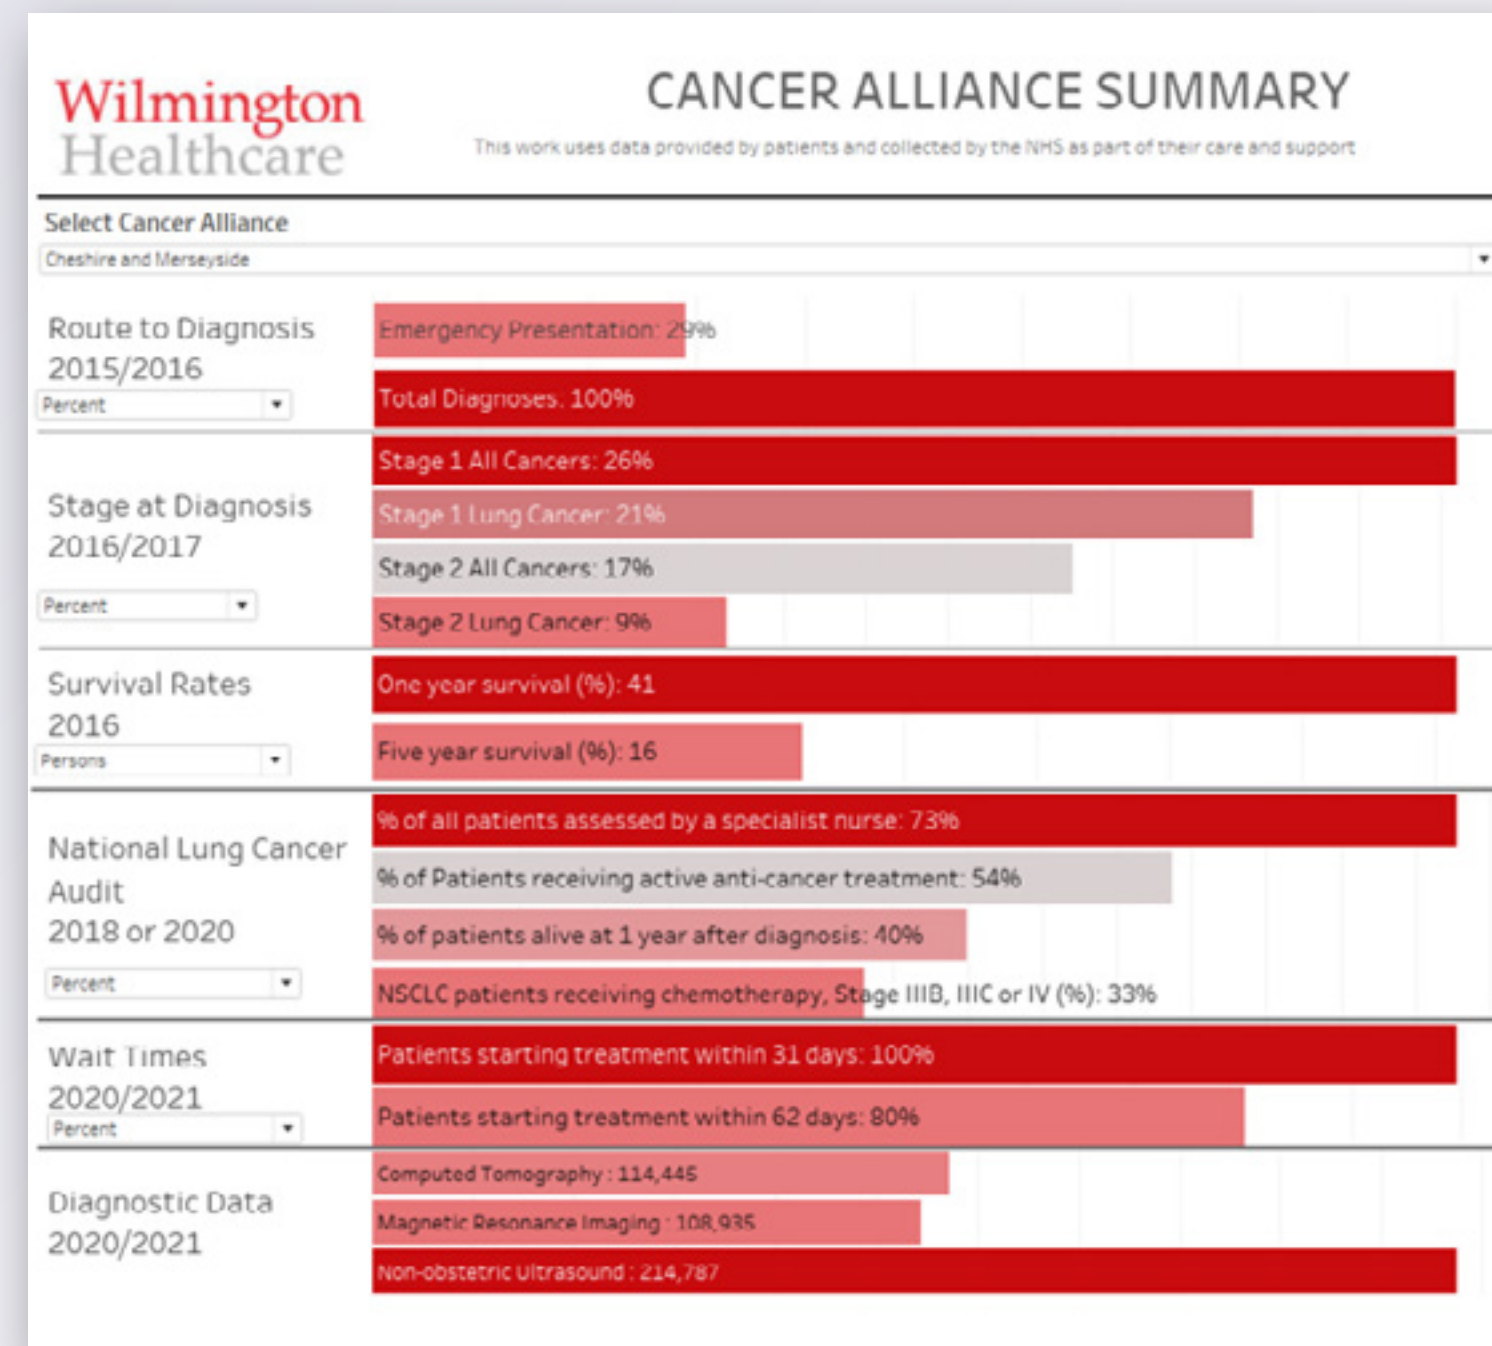 Wilmington
Healthcare
CANCER ALLIANCE SUMMARY
This work uses data provided by patients and collected by the NHS as part of their care and support
Select Cancer Alliance
Cheshire and Merseyside
Route to Diagnosis
2015/2016
Percent
Emergency Presentation: 29%
Total Diagnoses: 100%
Stage at Diagnosis
2016/2017
Percent
Stage 1 All Cancers: 26%
Stage 1 Lung Cancer: 21%
Stage 2 All Cancers: 17%
Stage 2 Lung Cancer: 9%
Survival Rates
2016
Persons
One year survival (%): 41
Five year survival (%): 16
National Lung Cancer
Audit
2018 or 2020
Percent
% of all patients assessed by a specialist nurse: 73%
% of Patients receiving active anti-cancer treatment: 54%
% of patients alive at 1 year after diagnosis: 40%
NSCLC patients receiving chemotherapy, Stage IIIB, IIIC or IV (%): 33%
Wait Times
2020/2021
Percent
Patients starting treatment within 31 days: 100%
Patients starting treatment within 62 days: 80%
Diagnostic Data
2020/2021
Computed Tomography : 114,445
Magnetic Resonance Imaging : 108,935
Non-obstetric Ultrasound : 214,787